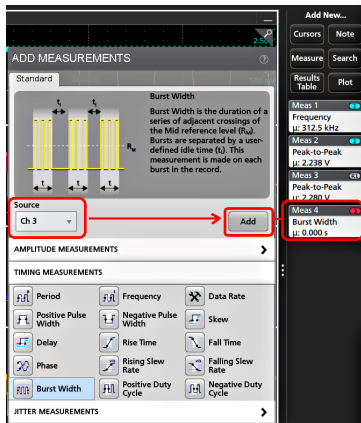 Add New...
Cursors
Note
Measure
Search
Results
Table
Plot
Meas 1
Frequency
μ: 312.5 kHz
Meas 2
Peak-to-Peak
μ: 2.238 V
Meas 3
Peak-to-Peak
μ: 2.280 V
Meas 4
Burst Width
μ: 0.000 s
2.50
ADD MEASUREMENTS
Standard
Burst Width
Burst Width is the duration of a
series of adjacent crossings of
the Mid reference level (RM).
Bursts are separated by a user-
defined idle time (tI). This
measurement is made on each
burst in the record.
tI
tI
RM
t
t
t
Source
Ch 3
Add
AMPLITUDE MEASUREMENTS
TIMING MEASUREMENTS
Period
Frequency
Data Rate
Positive Pulse
Width
Negative Pulse
Width
Skew
Delay
Rise Time
Fall Time
Phase
Rising Slew
Rate
Falling Slew
Rate
Burst Width
Positive Duty
Cycle
Negative Duty
Cycle
JITTER MEASUREMENTS